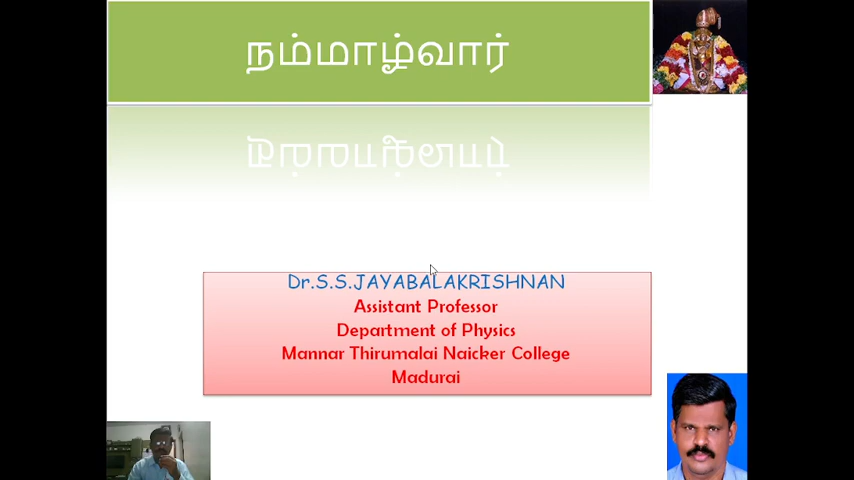 நம்மாழ்வார்
Dr.S.S.JAYABALAKRISHNAN
Assistant Professor
Department of Physics
Mannar Thirumalai Naicker College
Madurai